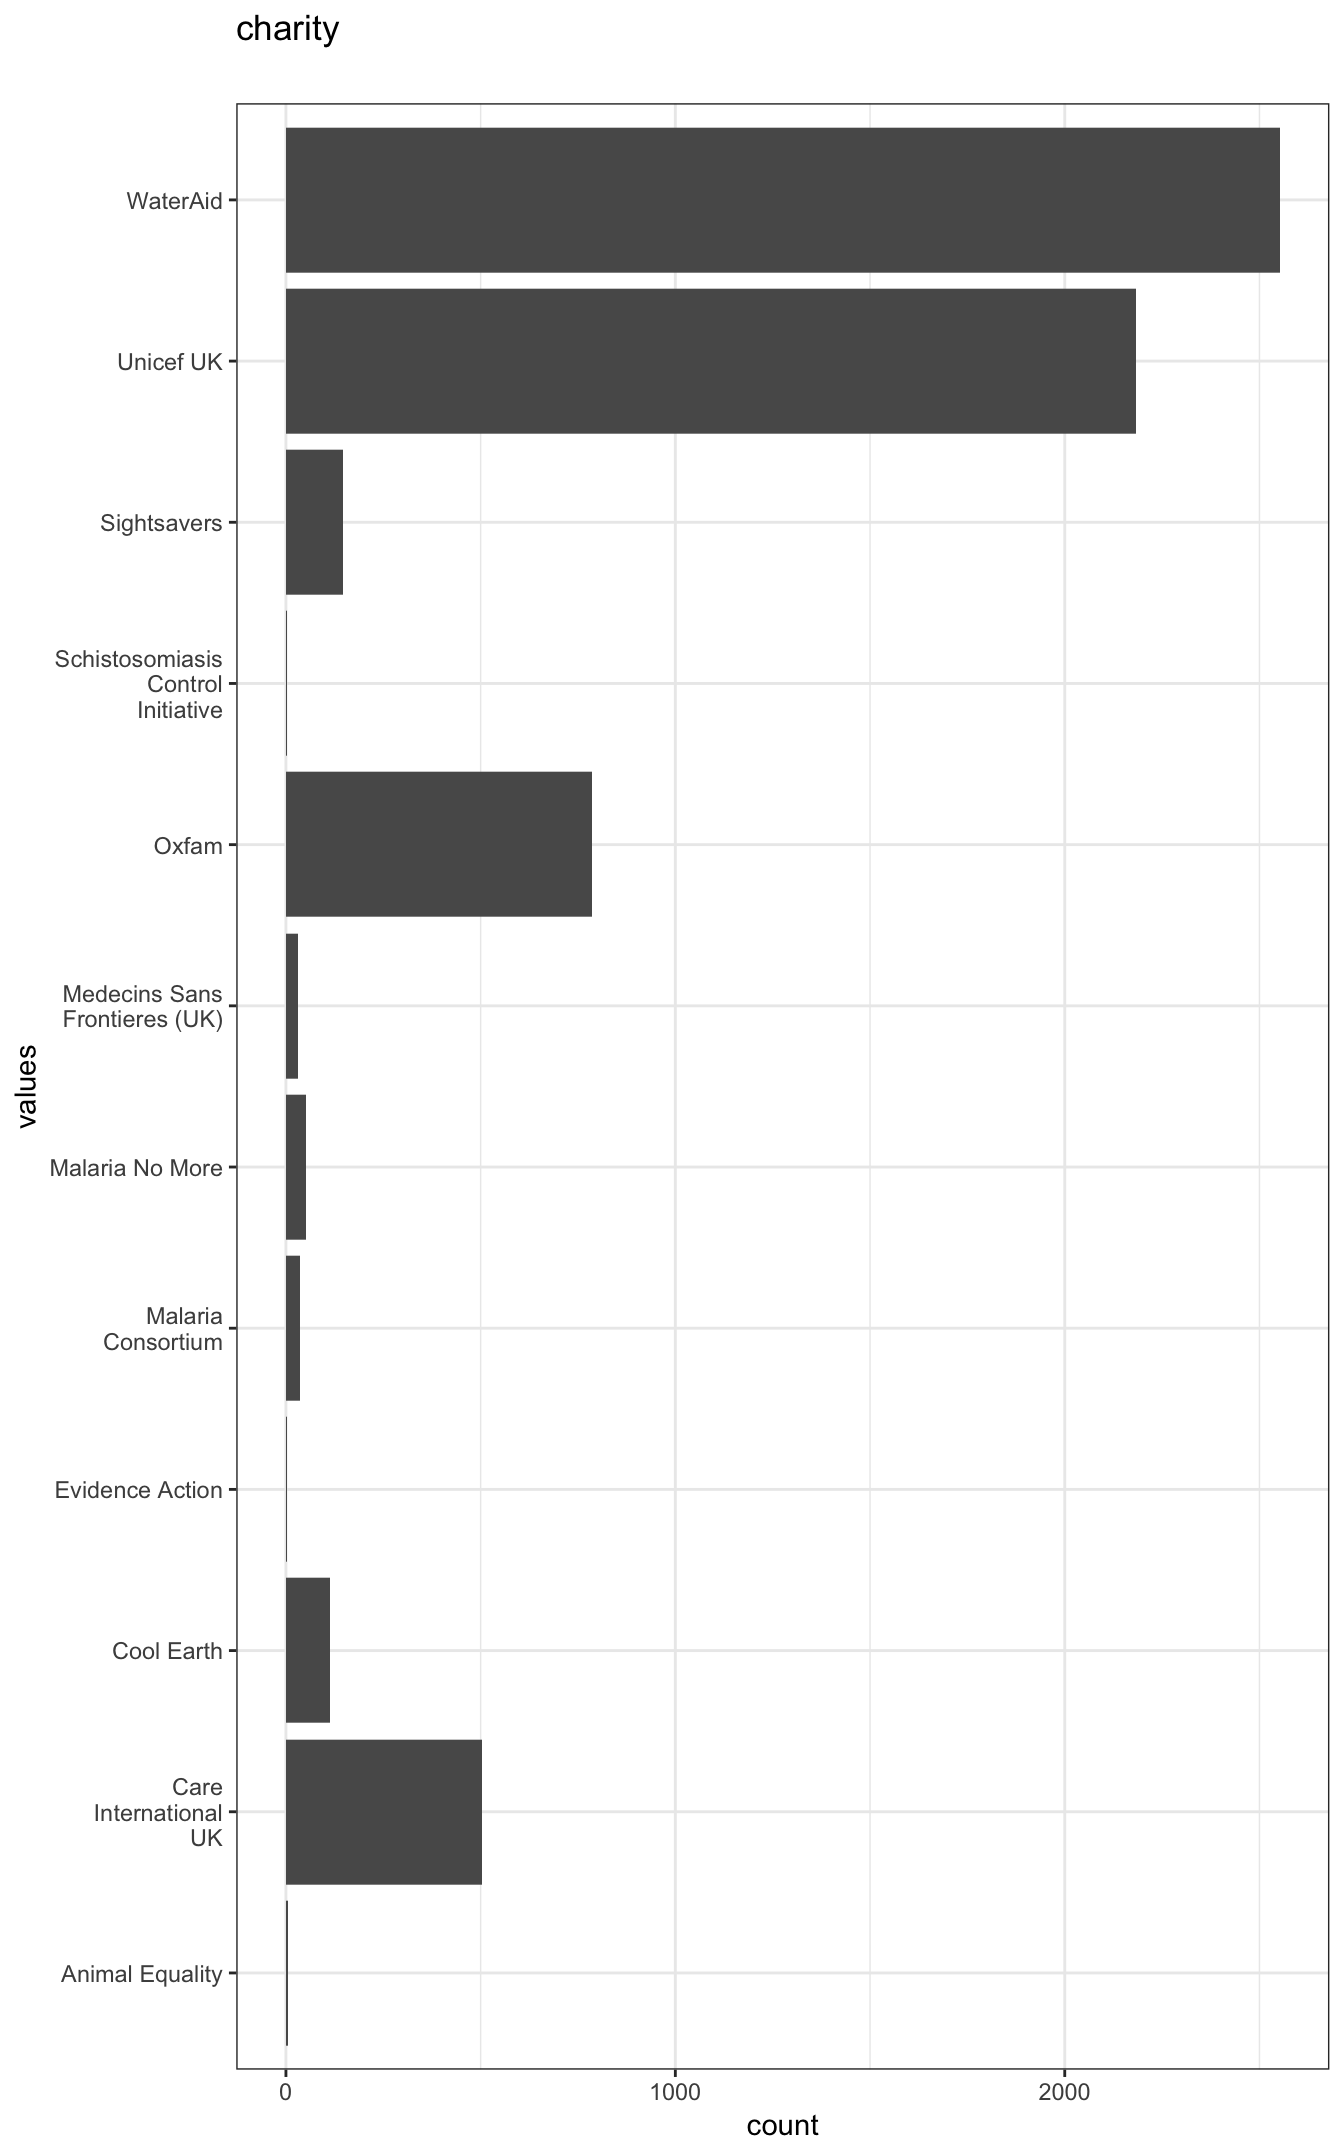 charity
WaterAid
Unicef UK
Sightsavers
Schistosomiasis
Control
Initiative
Oxfam
Medecins Sans
Frontieres (UK)
values
Malaria No More
Malaria
Consortium
Evidence Action
Cool Earth
Care
International
UK
Animal Equality
0 1000 2000
count